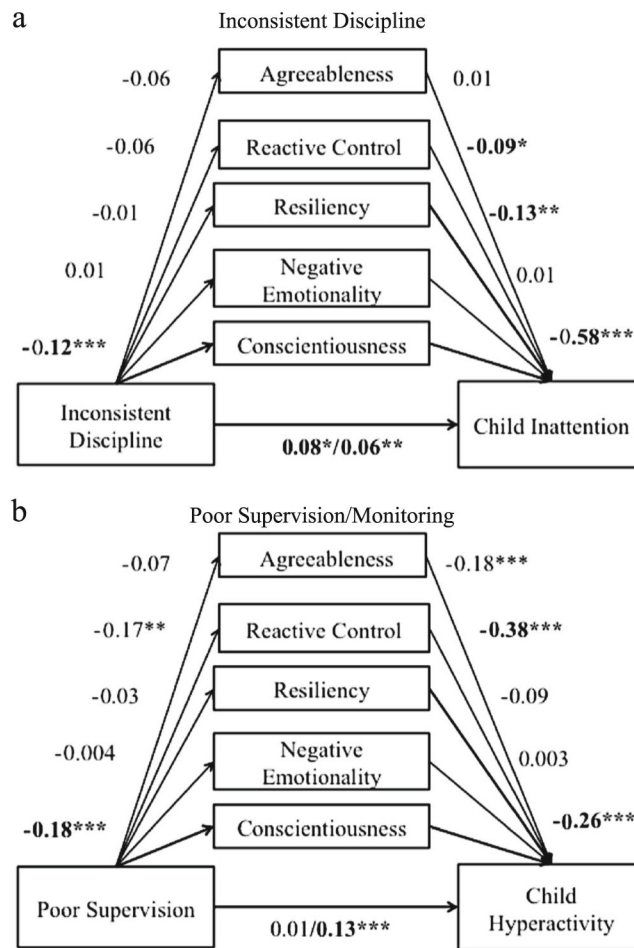 a
Inconsistent Discipline
-0.06
Agreeableness
0.01
-0.06
Reactive Control
-0.09*
-0.01
Resiliency
-0.13**
0.01
Negative
Emotionality
0.01
-0.12***
Conscientiousness
-0.58***
Inconsistent
Discipline
0.08*/0.06**
Child Inattention
b
Poor Supervision/Monitoring
-0.07
Agreeableness
-0.18***
-0.17**
Reactive Control
-0.38***
-0.03
Resiliency
-0.09
-0.004
Negative
Emotionality
0.003
-0.18***
Conscientiousness
-0.26***
Poor Supervision
0.01/0.13***
Child
Hyperactivity